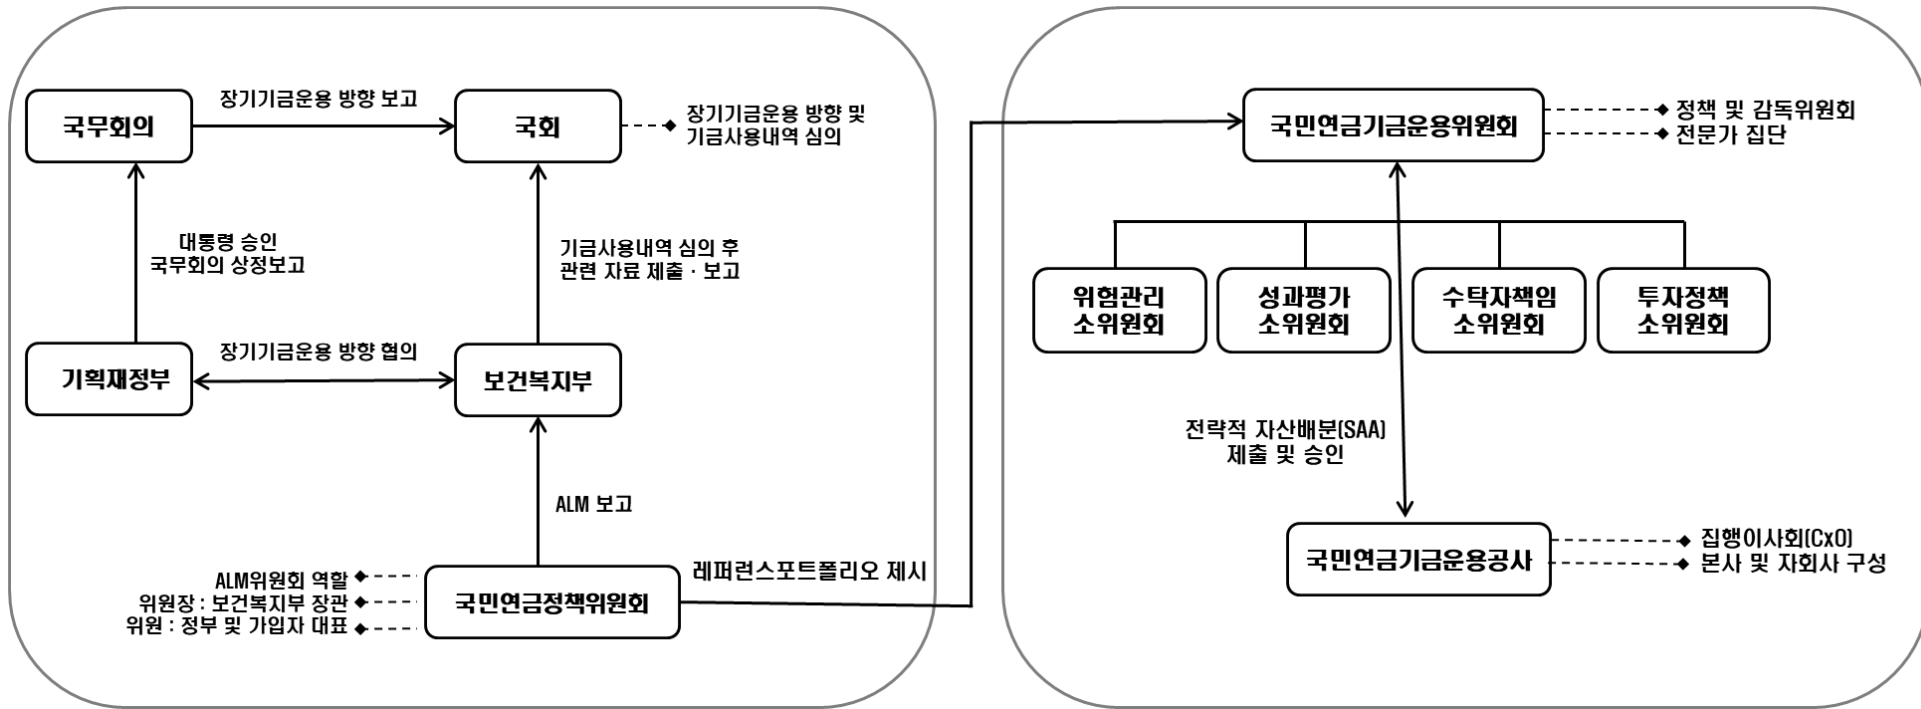 국무회의
장기기금운용 방향 보고
국회
장기기금운용 방향 및
기금사용내역 심의
대통령 승인
국무회의 상정보고
기금사용내역 심의 후
관련 자료 제출 · 보고
기획재정부
장기기금운용 방향 협의
보건복지부
ALM 보고
ALM위원회 역할
위원장 : 보건복지부 장관
위원 : 정부 및 가입자 대표
국민연금정책위원회
레퍼런스포트폴리오 제시
국민연금기금운용위원회
정책 및 감독위원회
전문가 집단
위험관리
소위원회
성과평가
소위원회
수탁자책임
소위원회
투자정책
소위원회
전략적 자산배분(SAA)
제출 및 승인
국민연금기금운용공사
집행이사회(CxO)
본사 및 자회사 구성